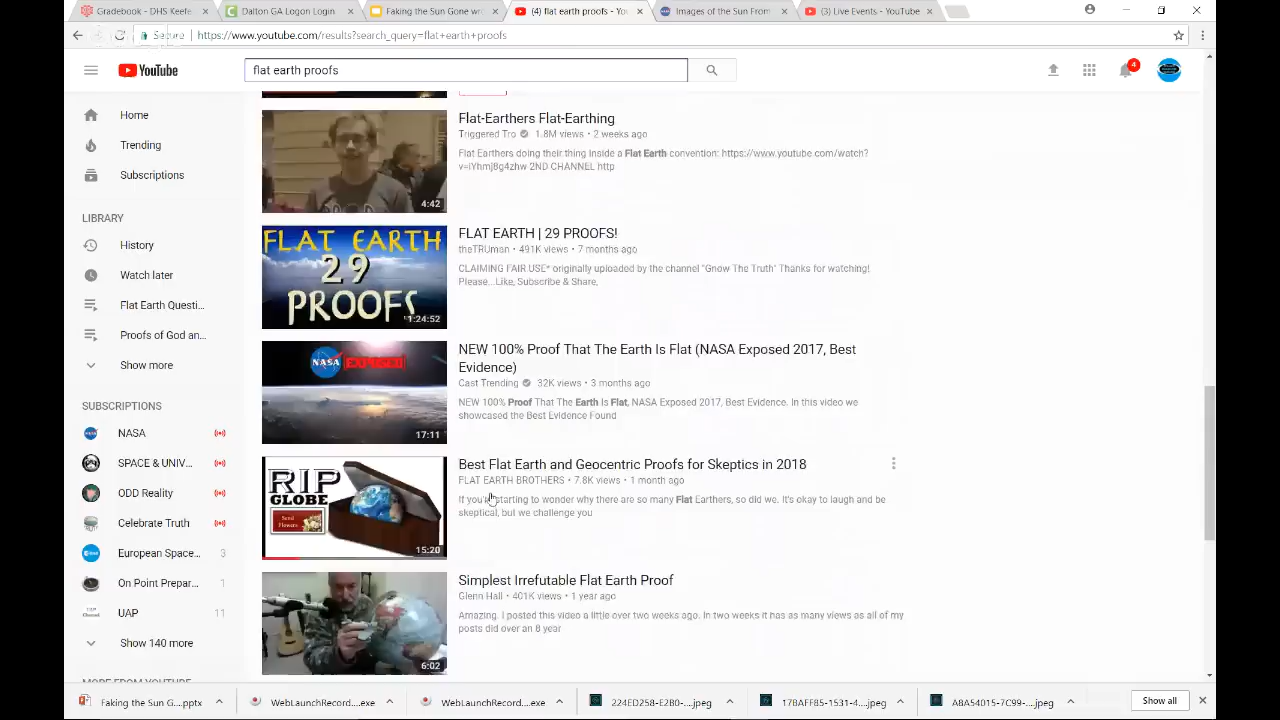 Gradebook - DHS Keefe
Dalton GA Logon Login
Faking the Sun Gone wr
(4) flat earth proofs - Yo
Images of the Sun From
(3) Live Events - YouTube
Secure
https://www.youtube.com/results?search_query=flat+earth+proofs
YouTube
flat earth proofs
4
Home
Trending
Subscriptions
LIBRARY
History
Watch later
Flat Earth Questi...
Proofs of God an...
Show more
SUBSCRIPTIONS
NASA
SPACE & UNIV...
ODD Reality
Celebrate Truth
European Space... 3
On Point Prepar... 1
UAP 11
Show 140 more
MORE FROM YOUTUBE
Flat-Earthers Flat-Earthing
Triggered Tro 1.8M views • 2 weeks ago
Flat Earthers doing their thing Inside a Flat Earth convention: https://www.youtube.com/watch?
v=iYhmj8g4zhw 2ND CHANNEL http
4:42
FLAT EARTH
29
PROOFS
1:24:52
FLAT EARTH | 29 PROOFS!
theTRUman • 491K views • 7 months ago
CLAIMING FAIR USE* originally uploaded by the channel "Gnow The Truth" Thanks for watching!
Please...Like, Subscribe & Share,
NASA EXPOSED
17:11
NEW 100% Proof That The Earth Is Flat (NASA Exposed 2017, Best
Evidence)
Cast Trending 32K views • 3 months ago
NEW 100% Proof That The Earth Is Flat, NASA Exposed 2017, Best Evidence. In this video we
showcased the Best Evidence Found
RIP
GLOBE
Send
Flowers
15:20
Best Flat Earth and Geocentric Proofs for Skeptics in 2018
FLAT EARTH BROTHERS • 7.8K views • 1 month ago
If you're starting to wonder why there are so many Flat Earthers, so did we. It's okay to laugh and be
skeptical, but we challenge you
6:02
Simplest Irrefutable Flat Earth Proof
Glenn Hall • 401K views • 1 year ago
Amazing. I posted this video a little over two weeks ago. In two weeks it has as many views as all of my
posts did over an 8 year
Faking the Sun G....pptx
WebLaunchRecord....exe
WebLaunchRecord....exe
224ED258-E280-....jpeg
178AFF85-1531-4....jpeg
A8A54015-7C99-....jpeg
Show all